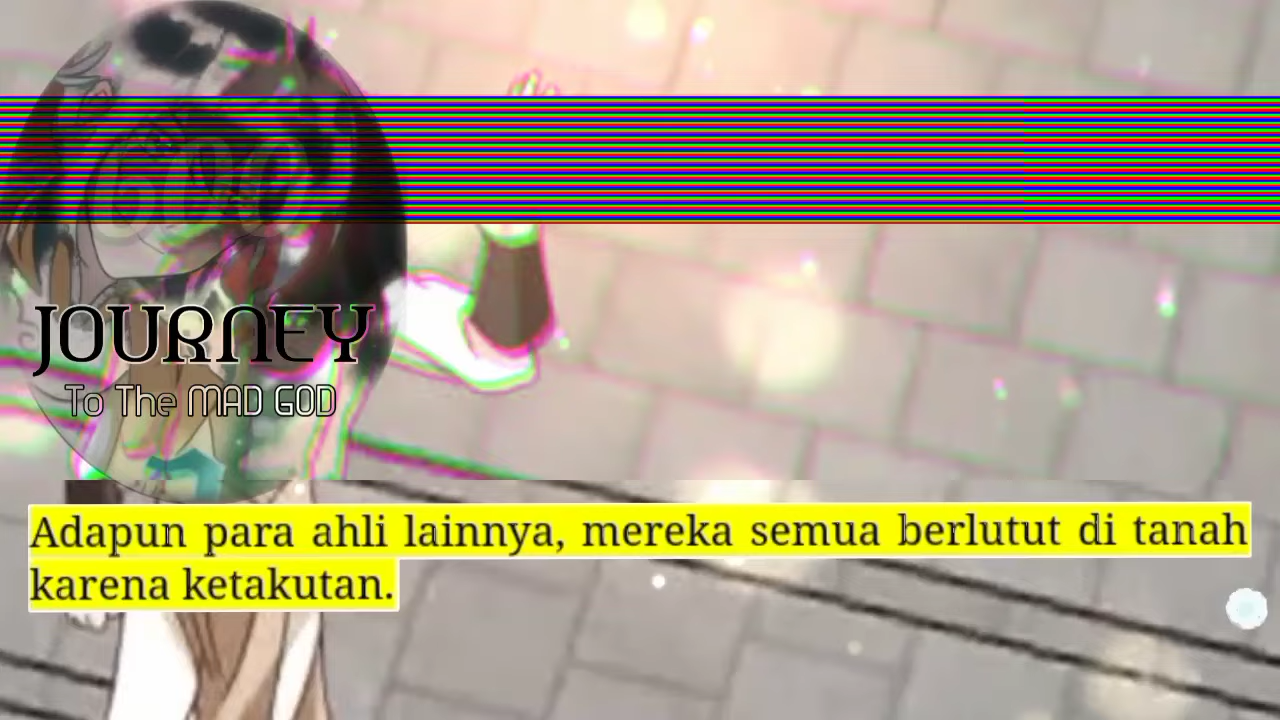 JOURNEY
To The MAD GOD
Adapun para ahli lainnya, mereka semua berlutut di tanah
karena ketakutan.